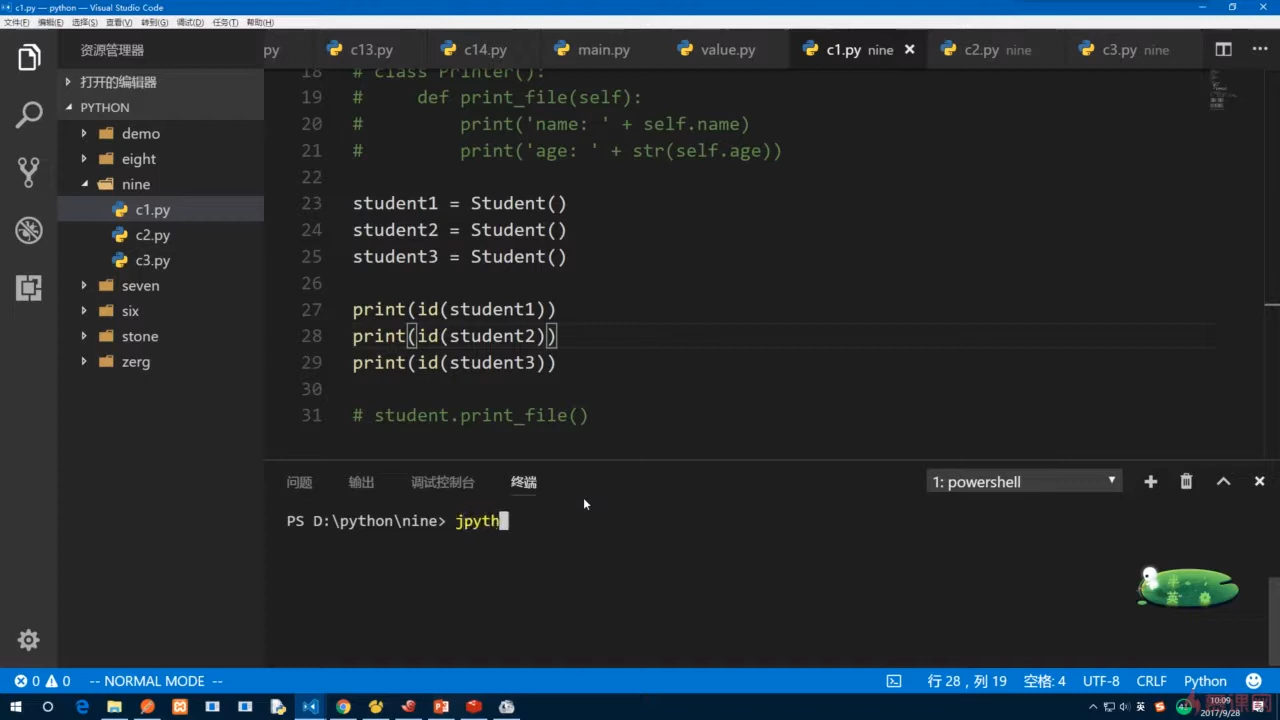 c1.py — python — Visual Studio Code
文件(F) 编辑(E) 选择(S) 查看(V) 转到(G) 调试(D) 任务(T) 帮助(H)
资源管理器
py c13.py c14.py main.py value.py c1.py nine c2.py nine c3.py nine
打开的编辑器
PYTHON
demo
eight
nine
c1.py
c2.py
c3.py
seven
six
stone
zerg
18 # class Printer():
19 # def print_file(self):
20 # print('name: ' + self.name)
21 # print('age: ' + str(self.age))
22
23 student1 = Student()
24 student2 = Student()
25 student3 = Student()
26
27 print(id(student1))
28 print(id(student2))
29 print(id(student3))
30
31 # student.print_file()
问题 输出 调试控制台 终端 1: powershell
PS D:\python\nine> jpyth
半
英
0 0 -- NORMAL MODE -- 行 28，列 19 空格: 4 UTF-8 CRLF Python
英 10:09
2017/9/28